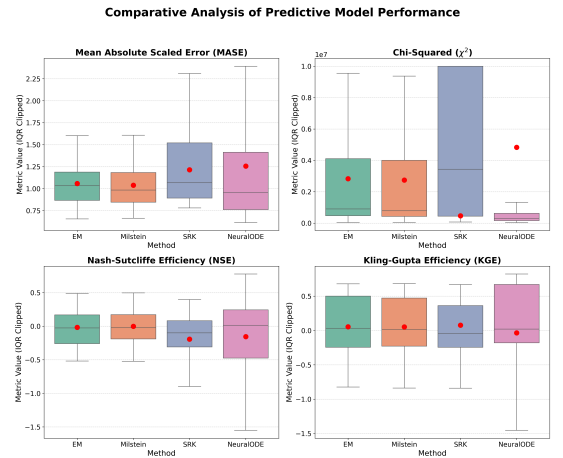 Comparative Analysis of Predictive Model Performance
Mean Absolute Scaled Error (MASE)
Metric Value (IQR Clipped)
2.25
2.00
1.75
1.50
1.25
1.00
0.75
EM Milstein SRK NeuralODE
Method
Chi-Squared (χ²)
1e7
Metric Value (IQR Clipped)
1.0
0.8
0.6
0.4
0.2
0.0
EM Milstein SRK NeuralODE
Method
Nash-Sutcliffe Efficiency (NSE)
Metric Value (IQR Clipped)
0.5
0.0
−0.5
−1.0
−1.5
EM Milstein SRK NeuralODE
Method
Kling-Gupta Efficiency (KGE)
Metric Value (IQR Clipped)
0.5
0.0
−0.5
−1.0
−1.5
EM Milstein SRK NeuralODE
Method